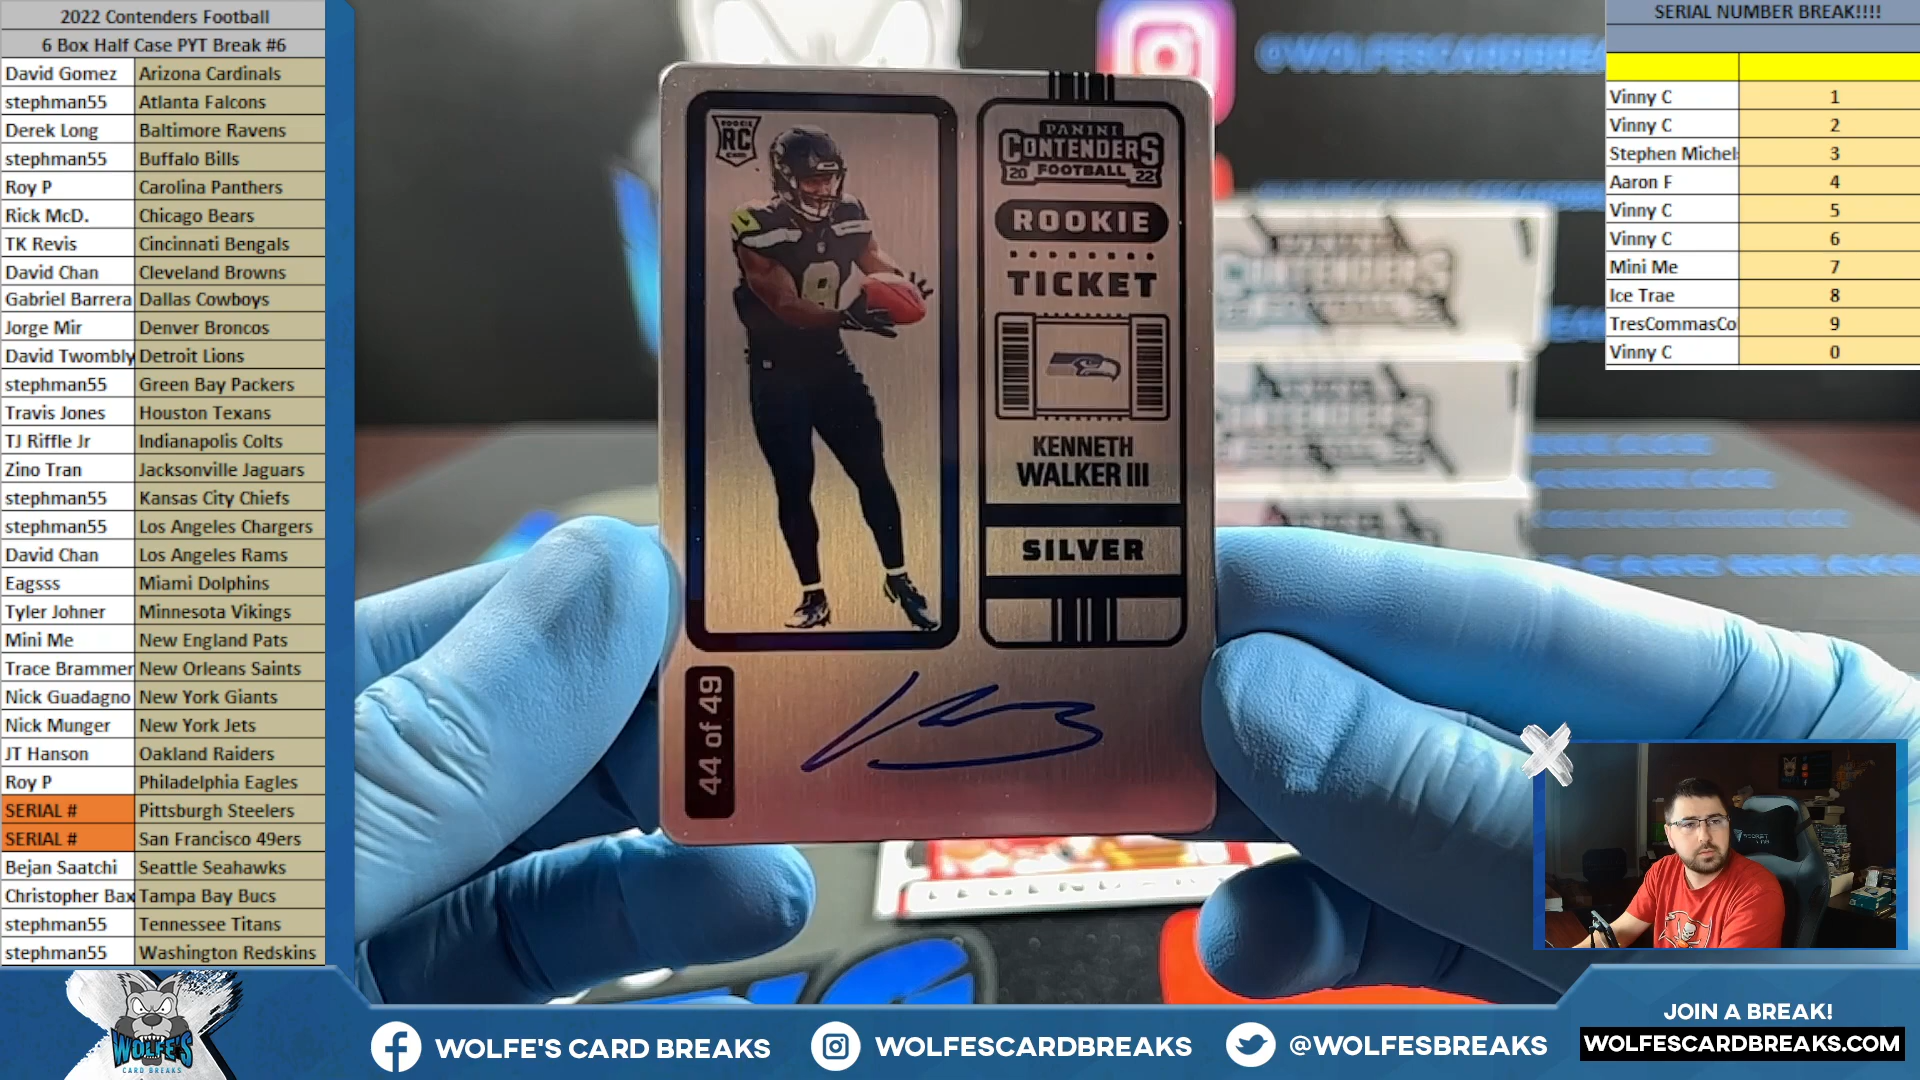 2022 Contenders Football
6 Box Half Case PYT Break #6
David Gomez Arizona Cardinals
stephman55 Atlanta Falcons
Derek Long Baltimore Ravens
stephman55 Buffalo Bills
Roy P Carolina Panthers
Rick McD. Chicago Bears
TK Revis Cincinnati Bengals
David Chan Cleveland Browns
Gabriel Barrera Dallas Cowboys
Jorge Mir Denver Broncos
David Twombly Detroit Lions
stephman55 Green Bay Packers
Travis Jones Houston Texans
TJ Riffle Jr Indianapolis Colts
Zino Tran Jacksonville Jaguars
stephman55 Kansas City Chiefs
stephman55 Los Angeles Chargers
David Chan Los Angeles Rams
Eagsss Miami Dolphins
Tyler Johner Minnesota Vikings
Mini Me New England Pats
Trace Brammer New Orleans Saints
Nick Guadagno New York Giants
Nick Munger New York Jets
JT Hanson Oakland Raiders
Roy P Philadelphia Eagles
SERIAL # Pittsburgh Steelers
SERIAL # San Francisco 49ers
Bejan Saatchi Seattle Seahawks
Christopher Bax Tampa Bay Bucs
stephman55 Tennessee Titans
stephman55 Washington Redskins
@WOLFESCARDBREA
ROOKIE
RC
8
PANINI
CONTENDERS
20 FOOTBALL 22
ROOKIE
TICKET
KENNETH
WALKER III
SILVER
44 of 49
SERIAL NUMBER BREAK!!!!
Vinny C 1
Vinny C 2
Stephen Michel 3
Aaron F 4
Vinny C 5
Vinny C 6
Mini Me 7
Ice Trae 8
TresCommasCo 9
Vinny C 0
WOLFE'S
CARD BREAKS
WOLFE'S CARD BREAKS
WOLFESCARDBREAKS
@WOLFESBREAKS
JOIN A BREAK!
WOLFESCARDBREAKS.COM